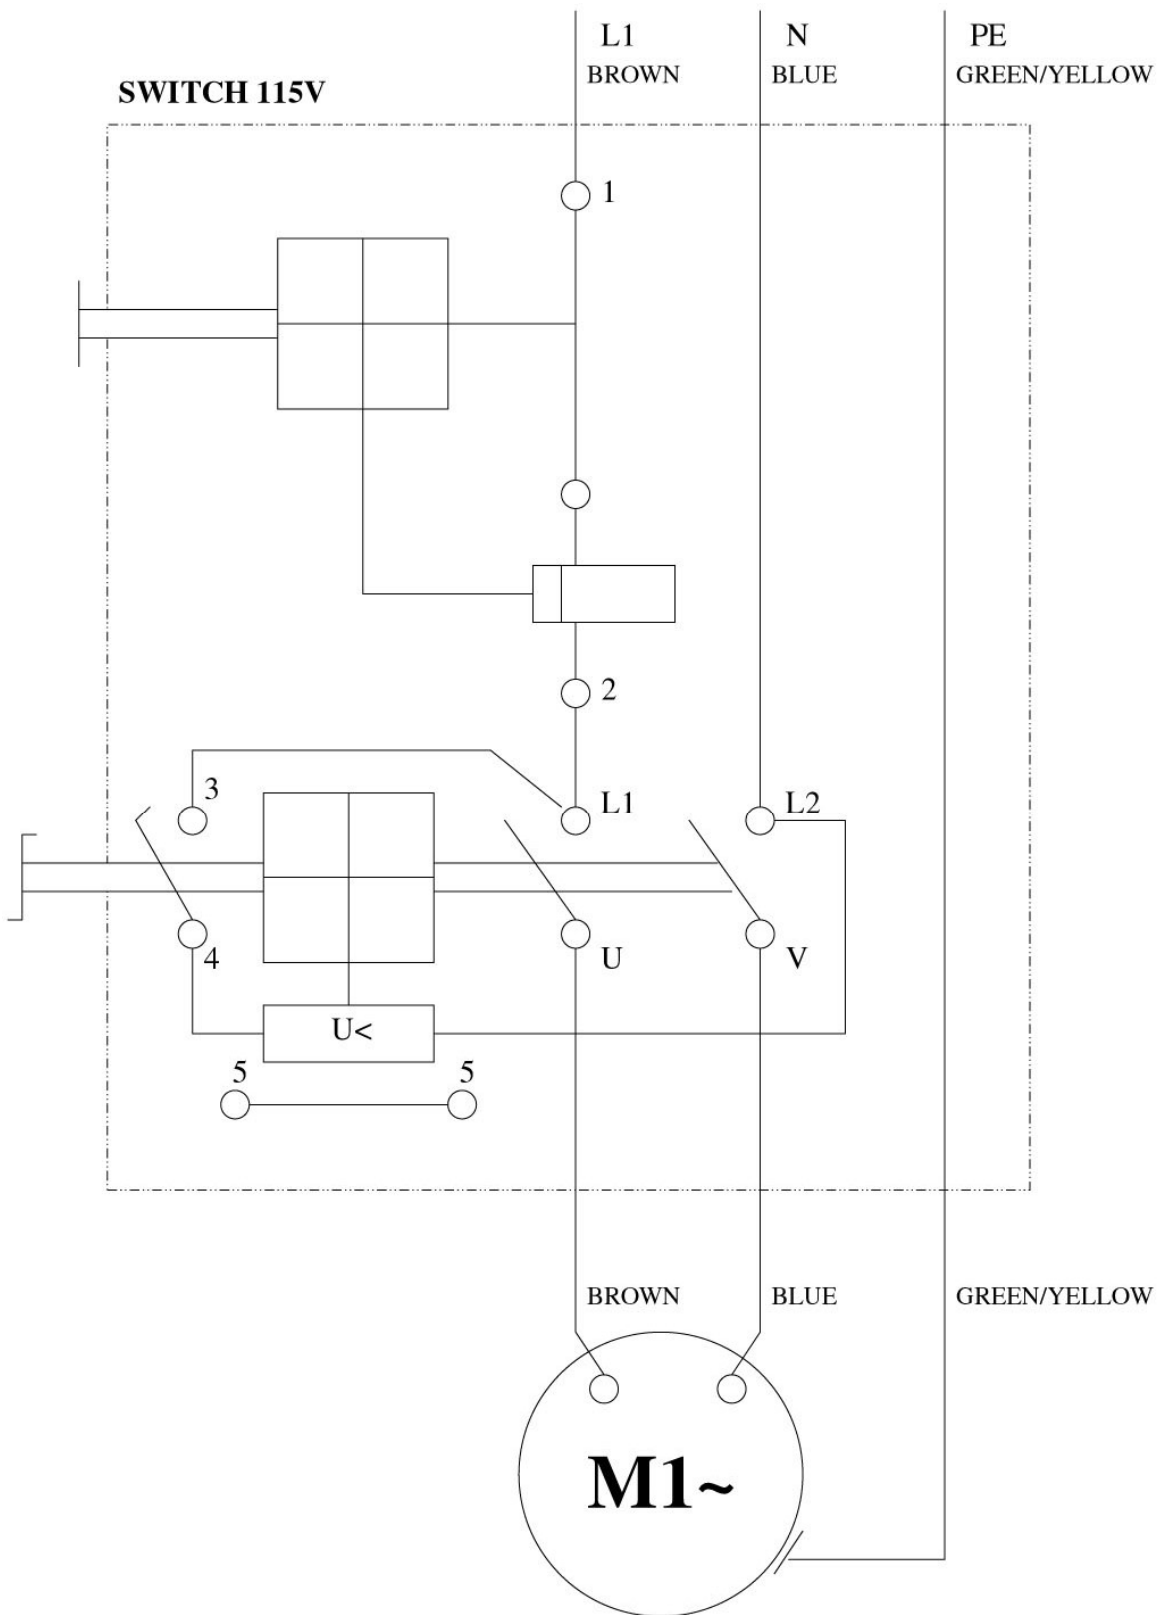 L1
N
PE
BROWN
BLUE
GREEN/YELLOW
SWITCH 115V
1
2
3
L1
L2
4
U
V
U<
5
5
BROWN
BLUE
GREEN/YELLOW
M1~